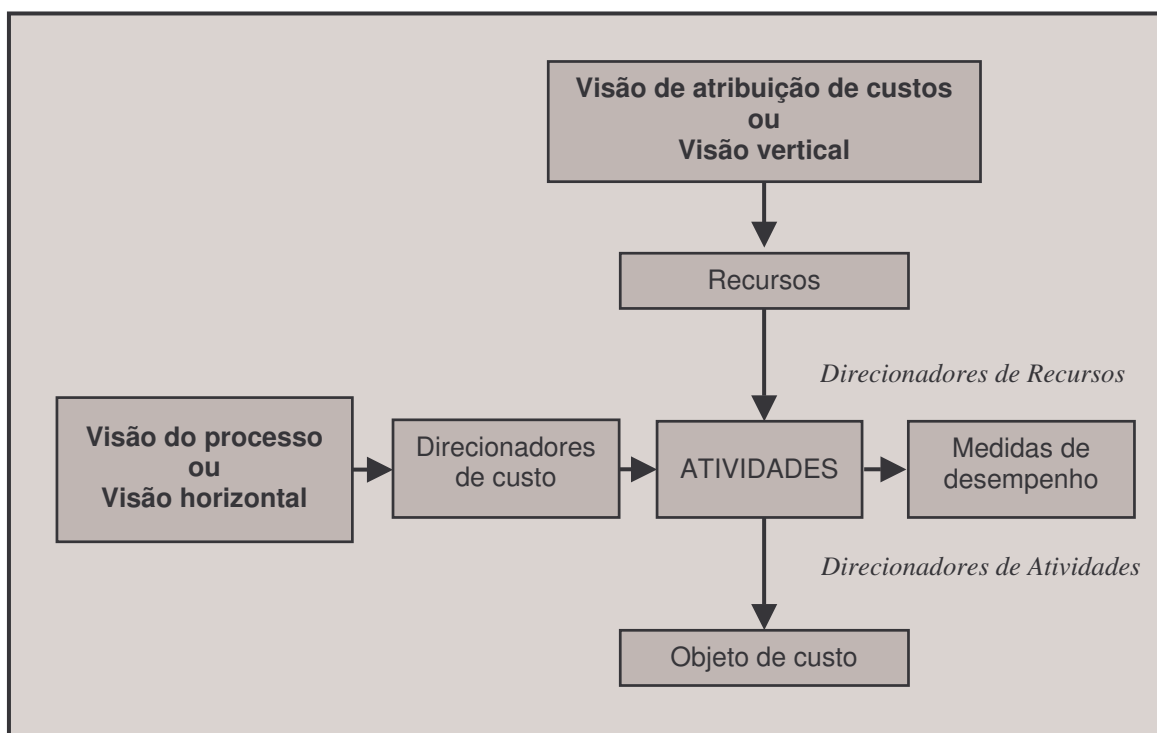 Visão de atribuição de custos
ou
Visão vertical
Recursos
Direcionadores de Recursos
Visão do processo
ou
Visão horizontal
Direcionadores
de custo
ATIVIDADES
Medidas de
desempenho
Direcionadores de Atividades
Objeto de custo